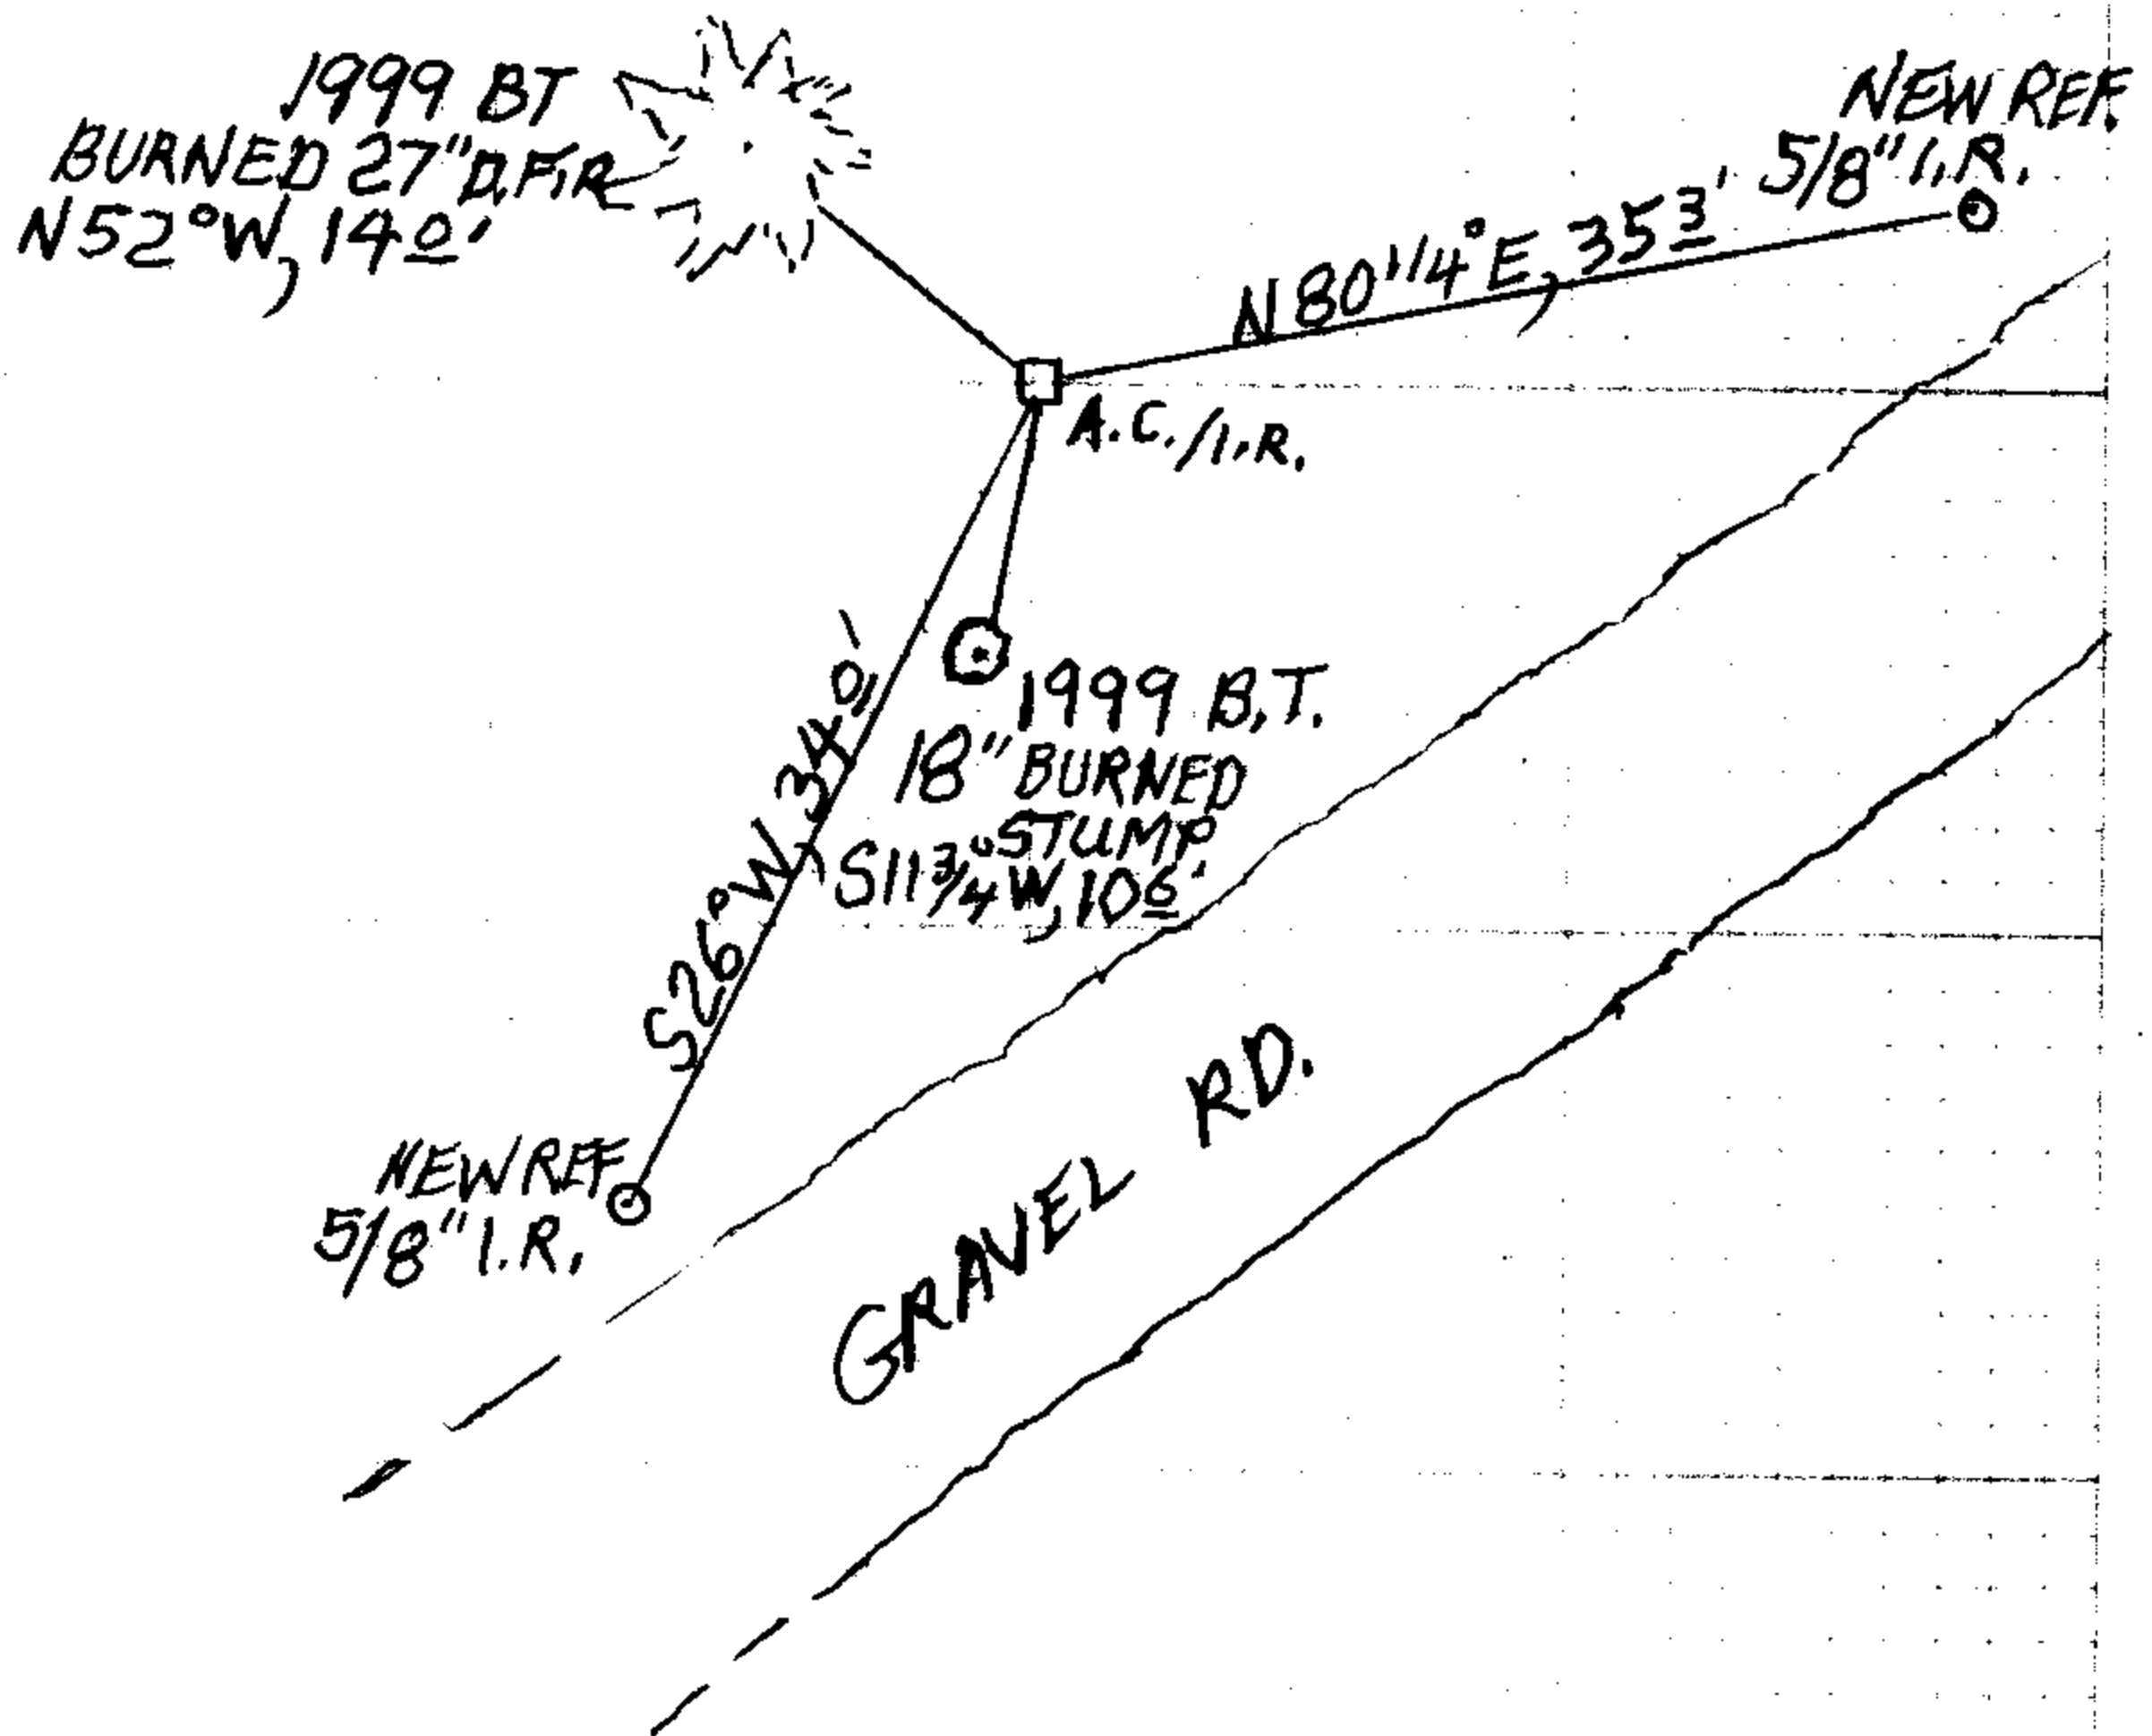 1999 BT
BURNED 27" D.FIR
N52°W, 14 0'
NEW REF.
5/8" I.R.
N80 1/4° E, 35 3'
A.C./I.R.
1999 B.T.
18" BURNED
STUMP
S11 3/4° W, 10 6'
S26°W, 34 0'
NEW REF
5/8" I.R.
GRAVEL RD.